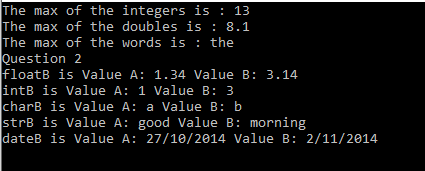 The max of the integers is : 13
The max of the doubles is : 8.1
The max of the words is : the
Question 2
floatB is Value A: 1.34 Value B: 3.14
intB is Value A: 1 Value B: 3
charB is Value A: a Value B: b
strB is Value A: good Value B: morning
dateB is Value A: 27/10/2014 Value B: 2/11/2014